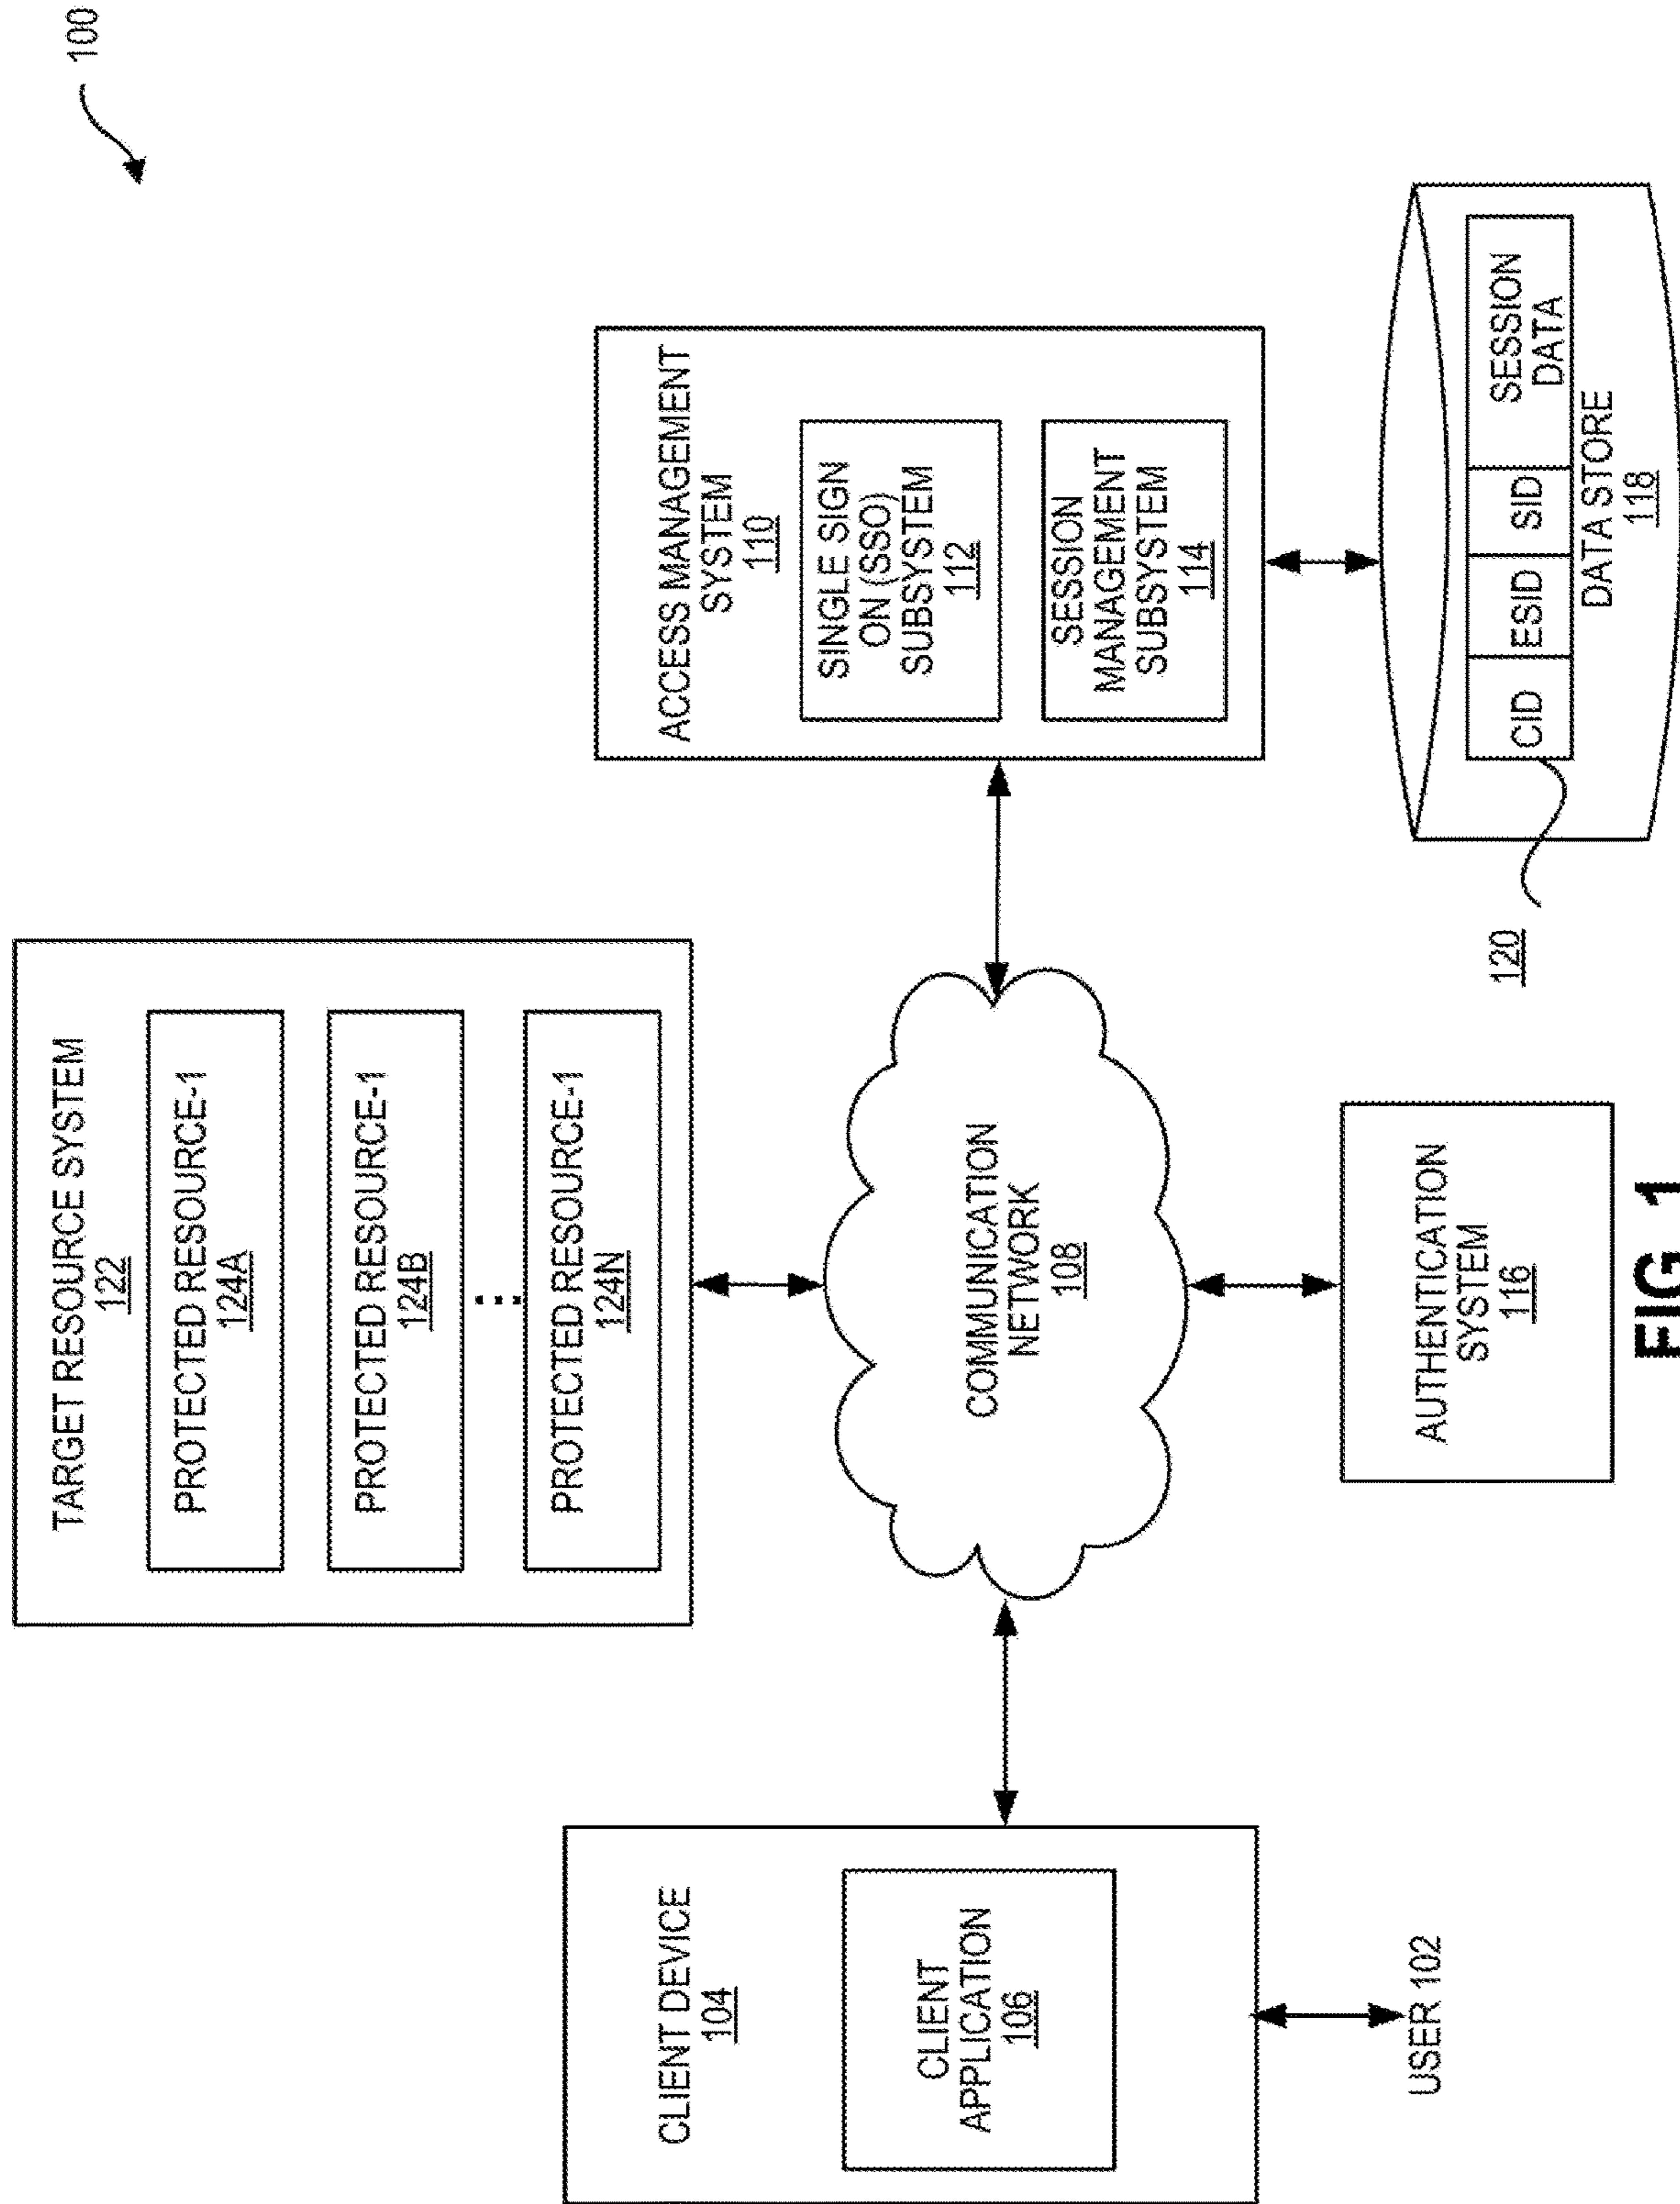 100
TARGET RESOURCE SYSTEM
122
PROTECTED RESOURCE-1
124A
PROTECTED RESOURCE-1
124B
...
PROTECTED RESOURCE-1
124N
CLIENT DEVICE
104
CLIENT
APPLICATION
106
USER 102
COMMUNICATION
NETWORK
108
ACCESS MANAGEMENT
SYSTEM
110
SINGLE SIGN
ON (SSO)
SUBSYSTEM
112
SESSION
MANAGEMENT
SUBSYSTEM
114
AUTHENTICATION
SYSTEM
116
120
CID
ESID
SID
SESSION
DATA
DATA STORE
118
FIG 1